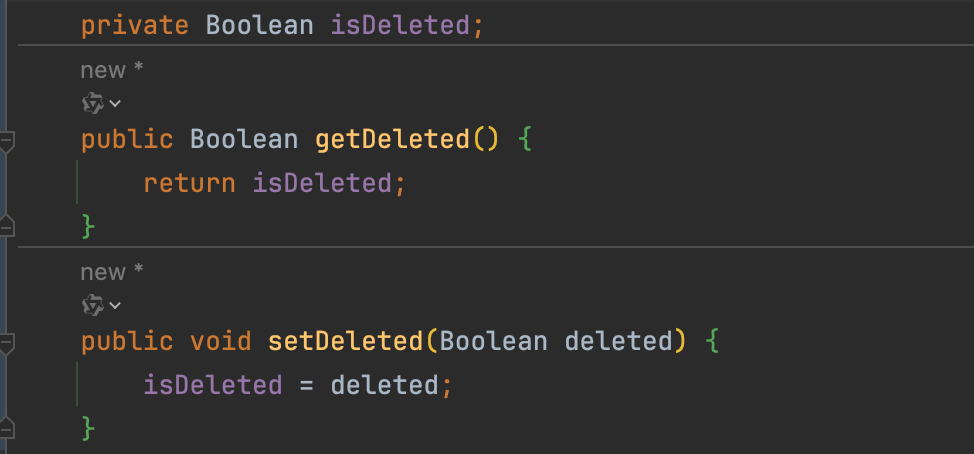 private Boolean isDeleted;
new *
public Boolean getDeleted() {
return isDeleted;
}
new *
public void setDeleted(Boolean deleted) {
isDeleted = deleted;
}